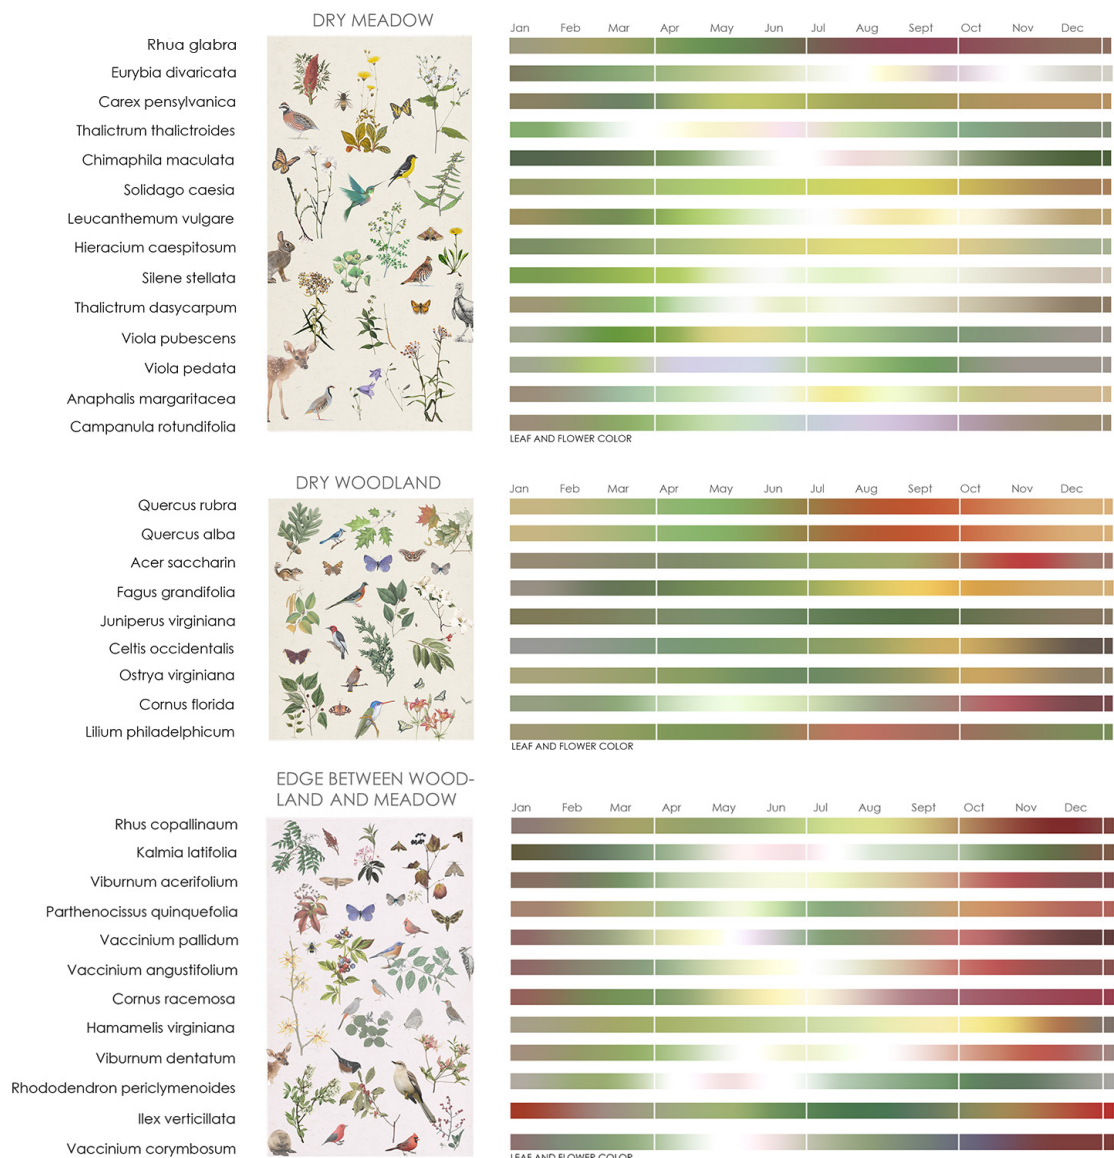 DRY MEADOW
Jan Feb Mar Apr May Jun Jul Aug Sept Oct Nov Dec
Rhua glabra
Eurybia divaricata
Carex pensylvanica
Thalictrum thalictroides
Chimaphila maculata
Solidago caesia
Leucanthemum vulgare
Hieracium caespitosum
Silene stellata
Thalictrum dasycarpum
Viola pubescens
Viola pedata
Anaphalis margaritacea
Campanula rotundifolia
LEAF AND FLOWER COLOR
DRY WOODLAND
Jan Feb Mar Apr May Jun Jul Aug Sept Oct Nov Dec
Quercus rubra
Quercus alba
Acer saccharin
Fagus grandifolia
Juniperus virginiana
Celtis occidentalis
Ostrya virginiana
Cornus florida
Lilium philadelphicum
LEAF AND FLOWER COLOR
EDGE BETWEEN WOOD-
LAND AND MEADOW
Jan Feb Mar Apr May Jun Jul Aug Sept Oct Nov Dec
Rhus copallinaum
Kalmia latifolia
Viburnum acerifolium
Parthenocissus quinquefolia
Vaccinium pallidum
Vaccinium angustifolium
Cornus racemosa
Hamamelis virginiana
Viburnum dentatum
Rhododendron periclymenoides
Ilex verticillata
Vaccinium corymbosum
LEAF AND FLOWER COLOR